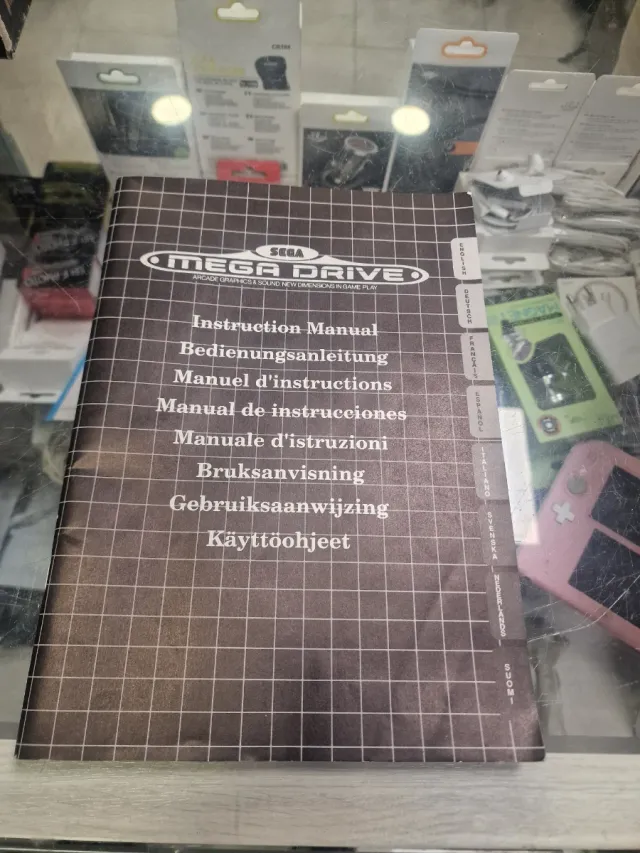 SEGA
MEGA DRIVE
ARCADE GRAPHICS & SOUND NEW DIMENSIONS IN GAME PLAY
Instruction Manual
Bedienungsanleitung
Manuel d'instructions
Manual de instrucciones
Manuale d'istruzioni
Bruksanvisning
Gebruiksaanwijzing
Käyttöohjeet
ENGLISH
DEUTSCH
FRANÇAIS
ESPAÑOL
ITALIANO
SVENSKA
NEDERLANDS
SUOMI